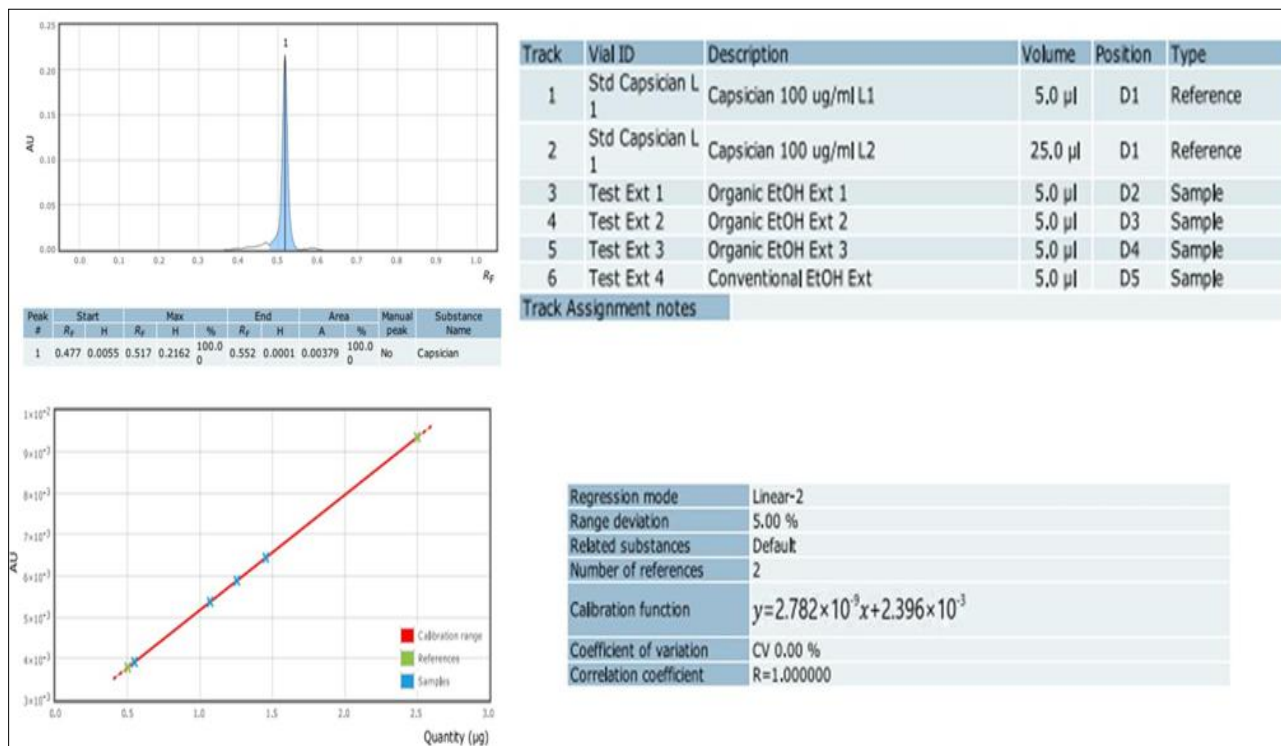 0.25
0.20
0.15
0.10
0.05
0.00
AU
1
0.0 0.1 0.2 0.3 0.4 0.5 0.6 0.7 0.8 0.9 1.0
RF
Peak Start Max End Area Manual Substance
# RF H RF H % RF H A % peak Name
1 0.477 0.0055 0.517 0.2162 100.0 0.552 0.0001 0.00379 100.0 No Capsician
0 0
Track Vial ID Description Volume Position Type
1 Std Capsician L 1 Capsician 100 ug/ml L1 5.0 µl D1 Reference
2 Std Capsician L 1 Capsician 100 ug/ml L2 25.0 µl D1 Reference
3 Test Ext 1 Organic EtOH Ext 1 5.0 µl D2 Sample
4 Test Ext 2 Organic EtOH Ext 2 5.0 µl D3 Sample
5 Test Ext 3 Organic EtOH Ext 3 5.0 µl D4 Sample
6 Test Ext 4 Conventional EtOH Ext 5.0 µl D5 Sample
Track Assignment notes
1×10⁻²
9×10⁻³
8×10⁻³
7×10⁻³
6×10⁻³
5×10⁻³
4×10⁻³
3×10⁻³
AU
Calibration range
References
Samples
0.0 0.5 1.0 1.5 2.0 2.5 3.0
Quantity (µg)
Regression mode Linear-2
Range deviation 5.00 %
Related substances Default
Number of references 2
Calibration function y=2.782×10⁻⁹x+2.396×10⁻³
Coefficient of variation CV 0.00 %
Correlation coefficient R=1.000000